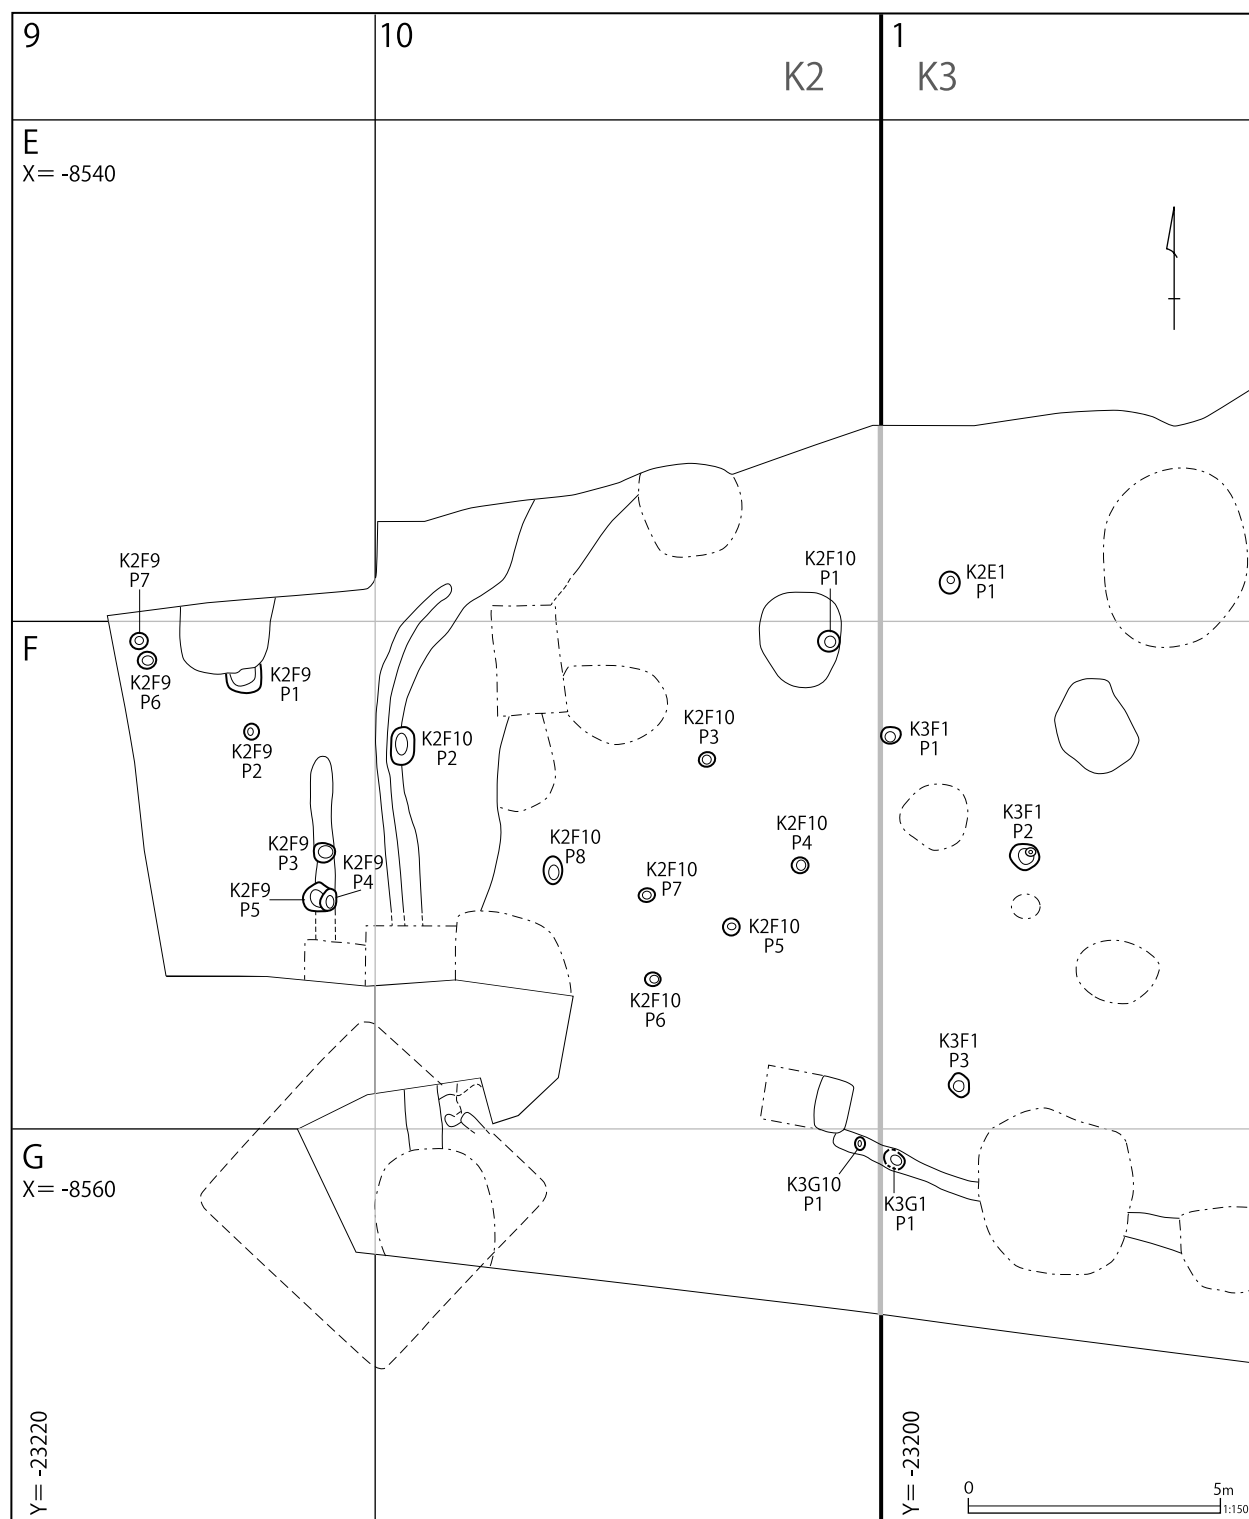 9
10
1
K2
K3
E
X= -8540
K2F9
P7
K2F10
P1
K2E1
P1
F
K2F9
P6
K2F9
P1
K2F9
P2
K2F10
P2
K2F10
P3
K3F1
P1
K2F9
P3
K2F9
P4
K2F9
P5
K2F10
P8
K2F10
P7
K2F10
P4
K3F1
P2
K2F10
P5
K2F10
P6
K3F1
P3
G
X= -8560
K3G10
P1
K3G1
P1
Y= -23220
Y= -23200
0
5m
1:150